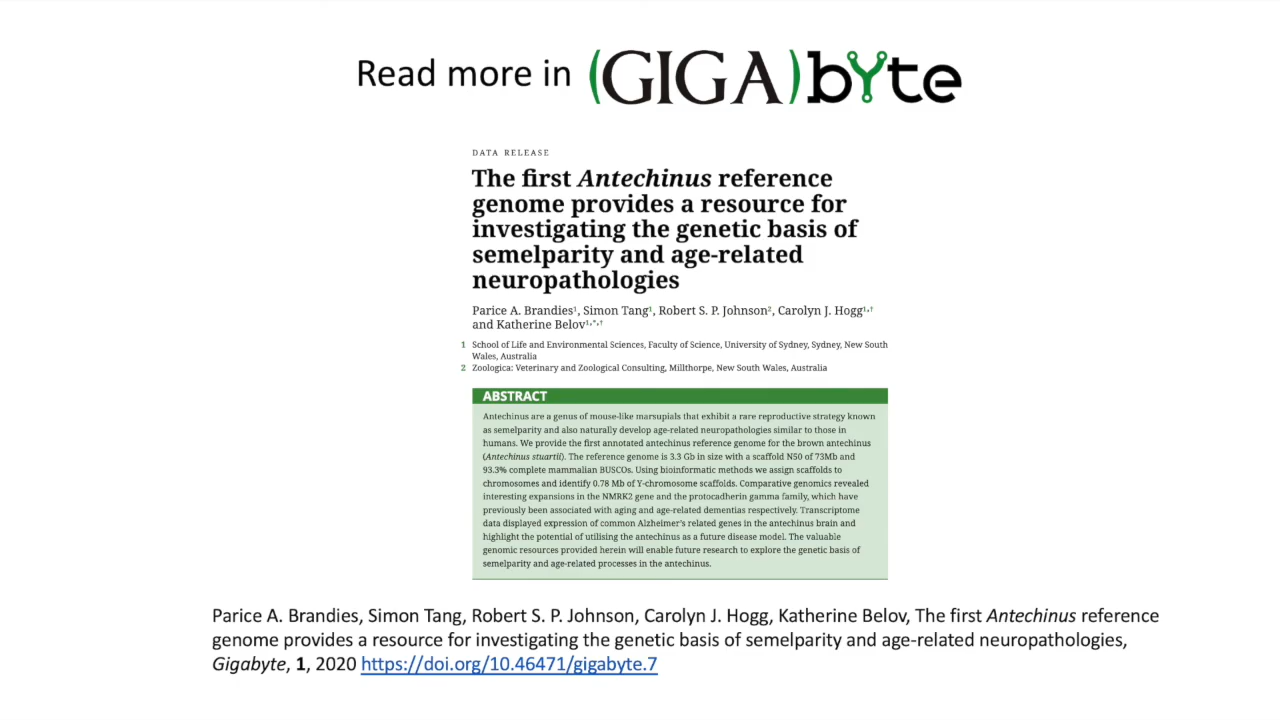 Read more in (GIGA)byte
DATA RELEASE
The first Antechinus reference
genome provides a resource for
investigating the genetic basis of
semelparity and age-related
neuropathologies
Parice A. Brandies¹, Simon Tang¹, Robert S. P. Johnson², Carolyn J. Hogg¹,†
and Katherine Belov¹,*,†
1 School of Life and Environmental Sciences, Faculty of Science, University of Sydney, Sydney, New South
Wales, Australia
2 Zoologica: Veterinary and Zoological Consulting, Millthorpe, New South Wales, Australia
ABSTRACT
Antechinus are a genus of mouse-like marsupials that exhibit a rare reproductive strategy known
as semelparity and also naturally develop age-related neuropathologies similar to those in
humans. We provide the first annotated antechinus reference genome for the brown antechinus
(Antechinus stuartii). The reference genome is 3.3 Gb in size with a scaffold N50 of 73Mb and
93.3% complete mammalian BUSCOs. Using bioinformatic methods we assign scaffolds to
chromosomes and identify 0.78 Mb of Y-chromosome scaffolds. Comparative genomics revealed
interesting expansions in the NMRK2 gene and the protocadherin gamma family, which have
previously been associated with aging and age-related dementias respectively. Transcriptome
data displayed expression of common Alzheimer's related genes in the antechinus brain and
highlight the potential of utilising the antechinus as a future disease model. The valuable
genomic resources provided herein will enable future research to explore the genetic basis of
semelparity and age-related processes in the antechinus.
Parice A. Brandies, Simon Tang, Robert S. P. Johnson, Carolyn J. Hogg, Katherine Belov, The first Antechinus reference
genome provides a resource for investigating the genetic basis of semelparity and age-related neuropathologies,
Gigabyte, 1, 2020 https://doi.org/10.46471/gigabyte.7